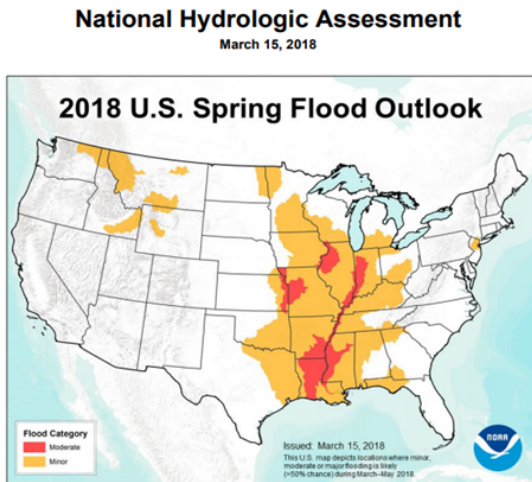 National Hydrologic Assessment
March 15, 2018
2018 U.S. Spring Flood Outlook
Flood Category
Moderate
Minor
Issued: March 15, 2018
This U.S. map depicts locations where minor,
moderate or major flooding is likely
(>50% chance) during March-May 2018.
NOAA